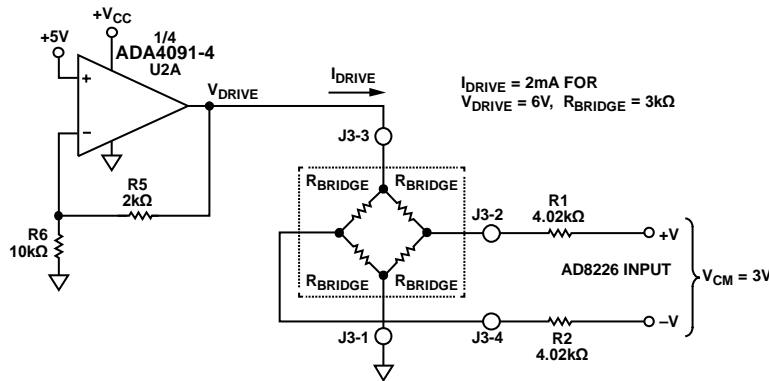 +VCC
+5V
1/4
ADA4091-4
U2A
+
−
VDRIVE
IDRIVE
IDRIVE = 2mA FOR
VDRIVE = 6V, RBRIDGE = 3kΩ
J3-3
R5
2kΩ
R6
10kΩ
RBRIDGE RBRIDGE
J3-2
R1
4.02kΩ
+V
AD8226 INPUT
VCM = 3V
RBRIDGE RBRIDGE
J3-1
J3-4
R2
4.02kΩ
−V